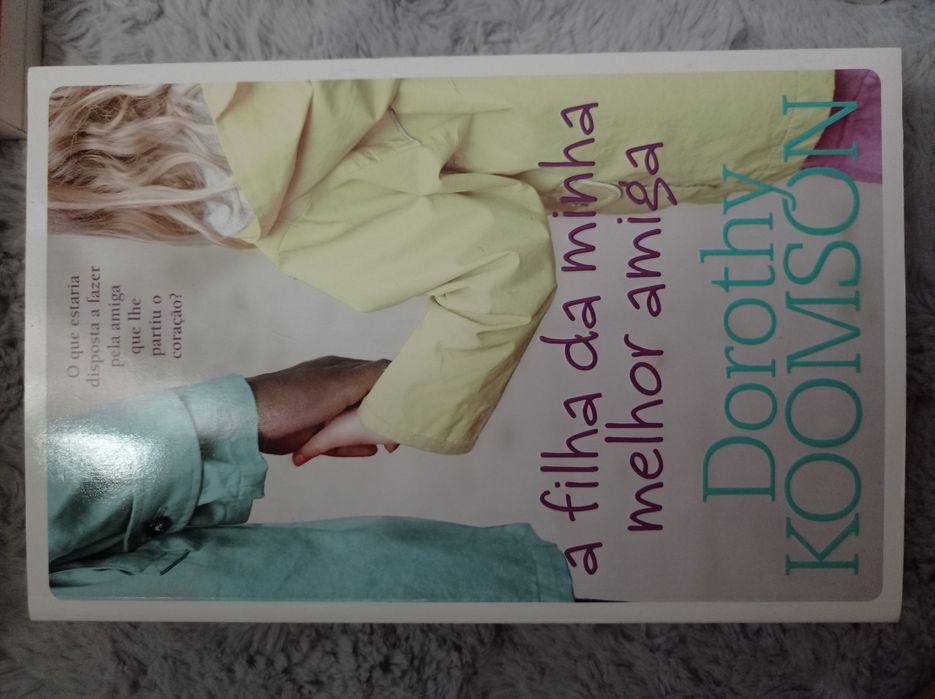 O que estaria
disposta a fazer
pela amiga
que lhe
partiu o
coração?
a filha da minha
melhor amiga
Dorothy
KOOMSON